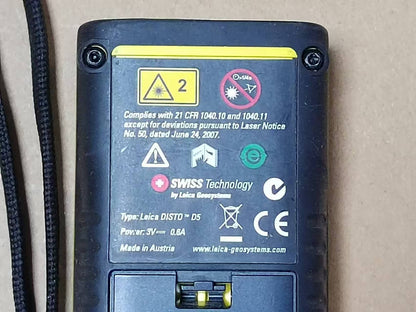 2
Complies with 21 CFR 1040.10 and 1040.11
except for deviations pursuant to Laser Notice
No. 50, dated June 24, 2007.
SWISS Technology
by Leica Geosystems
Type: Leica DISTO™ D5
Power: 3V⎓ 0.6A
Made in Austria
CE
www.leica-geosystems.com